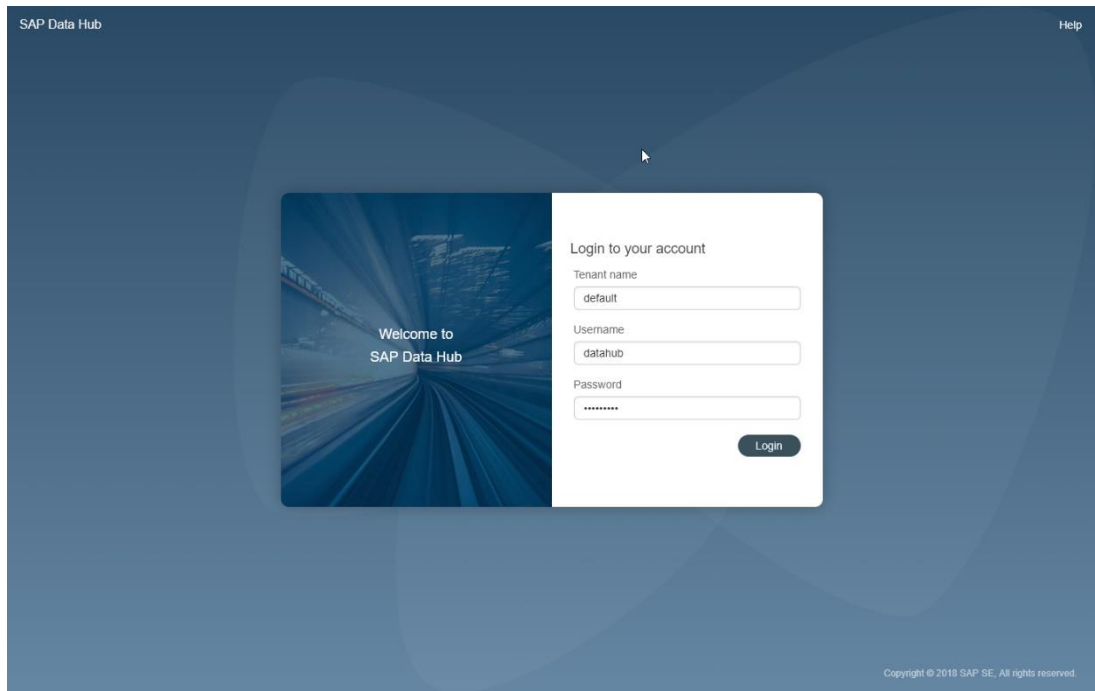 SAP Data Hub
Help
Welcome to
SAP Data Hub
Login to your account
Tenant name
default
Username
datahub
Password
•••••••••
Login
Copyright © 2018 SAP SE, All rights reserved.